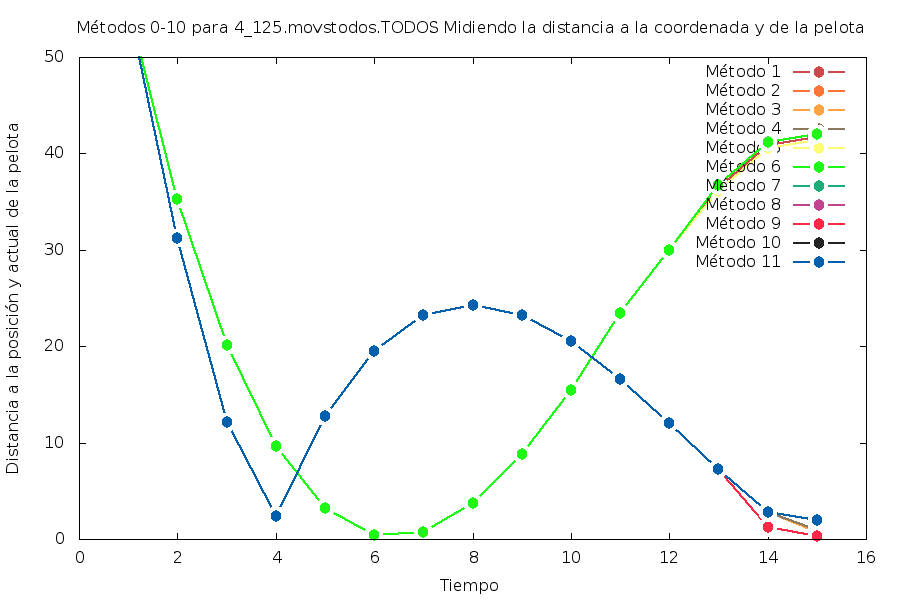 Métodos 0-10 para 4_125.movstodos.TODOS Midiendo la distancia a la coordenada y de la pelota
Distancia a la posición y actual de la pelota
50
40
30
20
10
0
Método 1
Método 2
Método 3
Método 4
Método 5
Método 6
Método 7
Método 8
Método 9
Método 10
Método 11
0 2 4 6 8 10 12 14 16
Tiempo